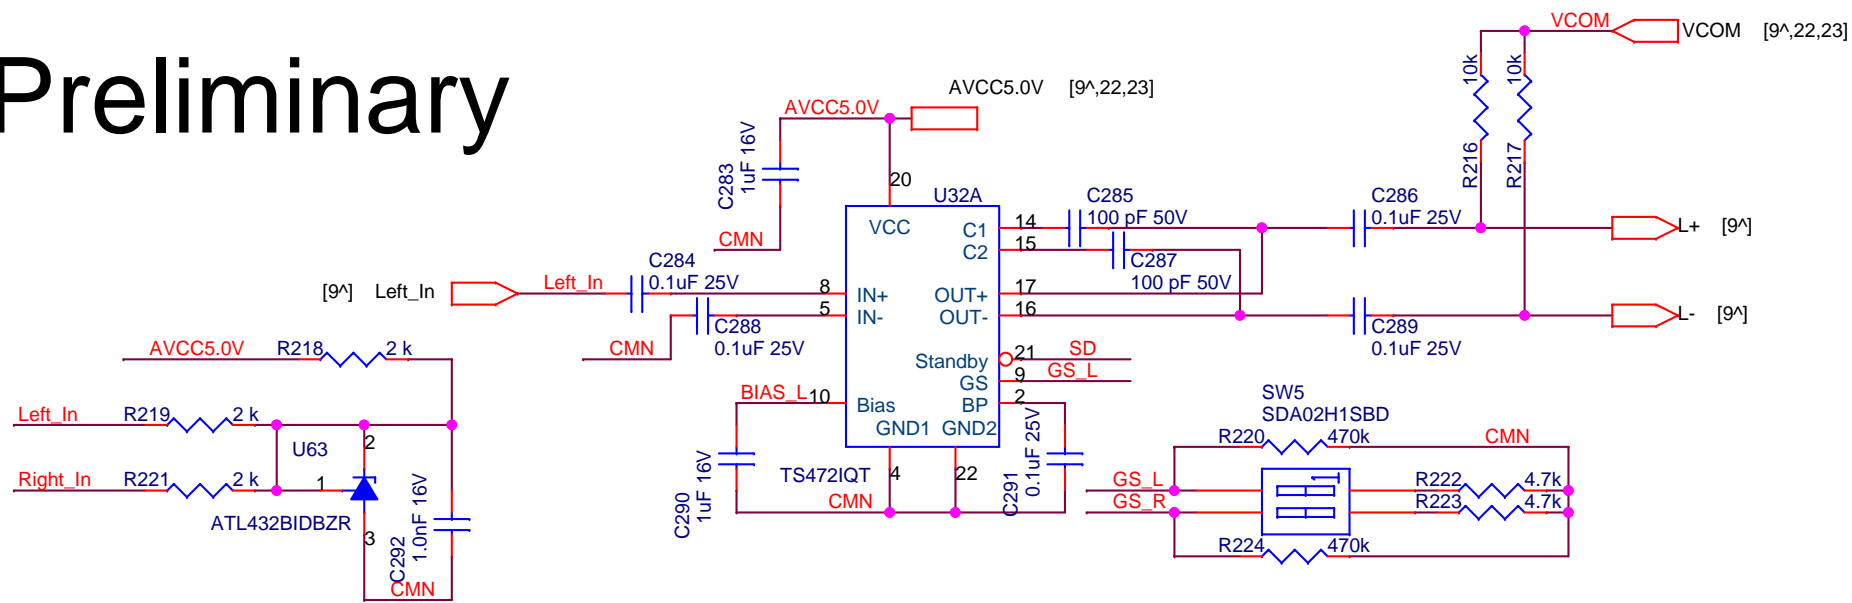 Preliminary
VCOM VCOM [9^,22,23]
AVCC5.0V [9^,22,23]
AVCC5.0V
10k 10k
R216 R217
C283
1uF 16V
CMN
20
U32A
VCC
C1
C2
14
15
C285
100 pF 50V
C287
100 pF 50V
C286
0.1uF 25V
L+ [9^]
[9^] Left_In
Left_In
C284
0.1uF 25V
8
5
IN+
IN-
OUT+
OUT-
17
16
C288
0.1uF 25V
CMN
C289
0.1uF 25V
L- [9^]
AVCC5.0V R218 2 k
Standby
GS
BP
21
9
2
SD
GS_L
BIAS_L 10 Bias
GND1 GND2
TS472IQT
4
22
CMN
C290
1uF 16V
C291
0.1uF 25V
Left_In R219 2 k
U63
2
1
3
Right_In R221 2 k
ATL432BIDBZR
C292
1.0nF 16V
CMN
SW5
SDA02H1SBD
R220 470k CMN
GS_L 1 R222 4.7k
GS_R R223 4.7k
R224 470k